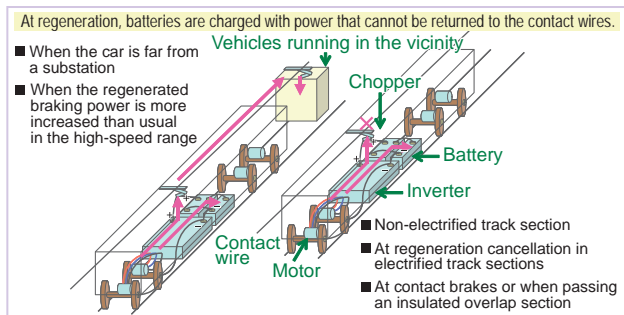 At regeneration, batteries are charged with power that cannot be returned to the contact wires.
■ When the car is far from
a substation
■ When the regenerated
braking power is more
increased than usual
in the high-speed range
Vehicles running in the vicinity
Chopper
Battery
Inverter
Contact
wire
Motor
■ Non-electrified track section
■ At regeneration cancellation in
electrified track sections
■ At contact brakes or when passing
an insulated overlap section